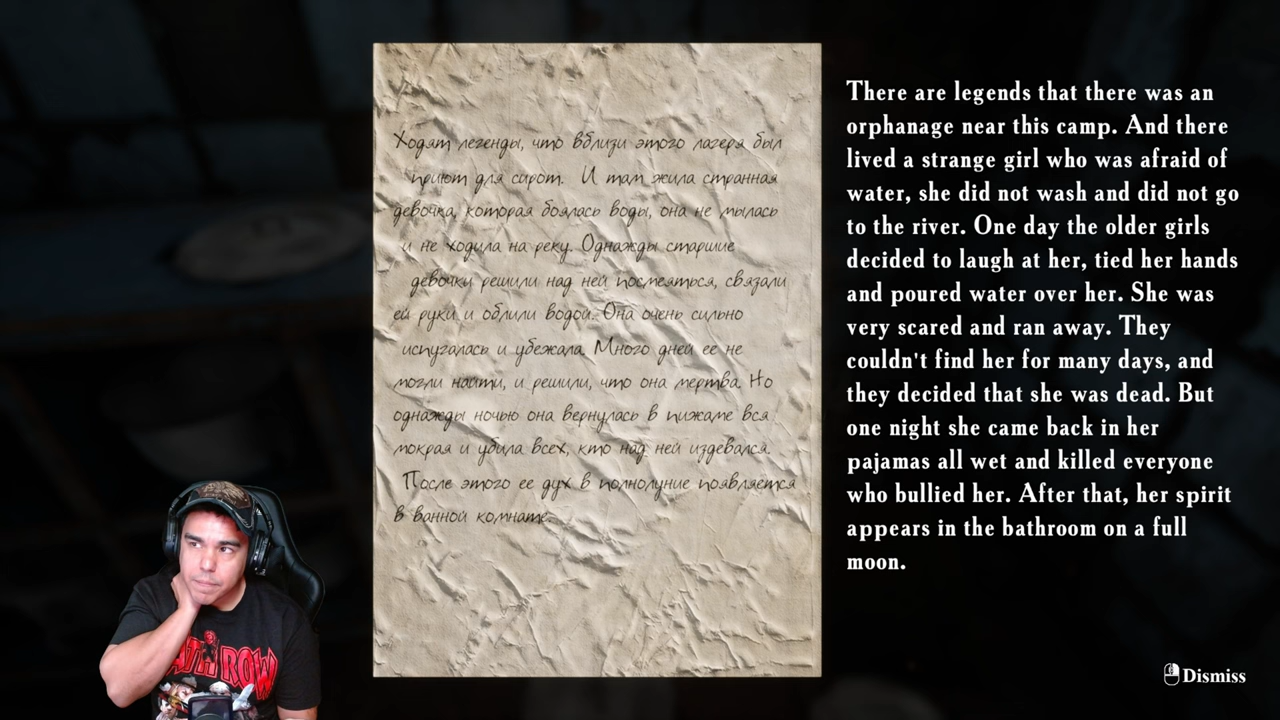 Ходят легенды, что вблизи этого лагеря был
приют для сирот. И там жила странная
девочка, которая боялась воды, она не мылась
и не ходила на реку. Однажды старшие
девочки решили над ней посмеяться, связали
ей руки и облили водой. Она очень сильно
испугалась и убежала. Много дней ее не
могли найти, и решили, что она мертва. Но
однажды ночью она вернулась в пижаме вся
мокрая и убила всех, кто над ней издевался.
После этого ее дух в полнолуние появляется
в ванной комнате.
There are legends that there was an
orphanage near this camp. And there
lived a strange girl who was afraid of
water, she did not wash and did not go
to the river. One day the older girls
decided to laugh at her, tied her hands
and poured water over her. She was
very scared and ran away. They
couldn't find her for many days, and
they decided that she was dead. But
one night she came back in her
pajamas all wet and killed everyone
who bullied her. After that, her spirit
appears in the bathroom on a full
moon.
DEATH ROW
Dismiss